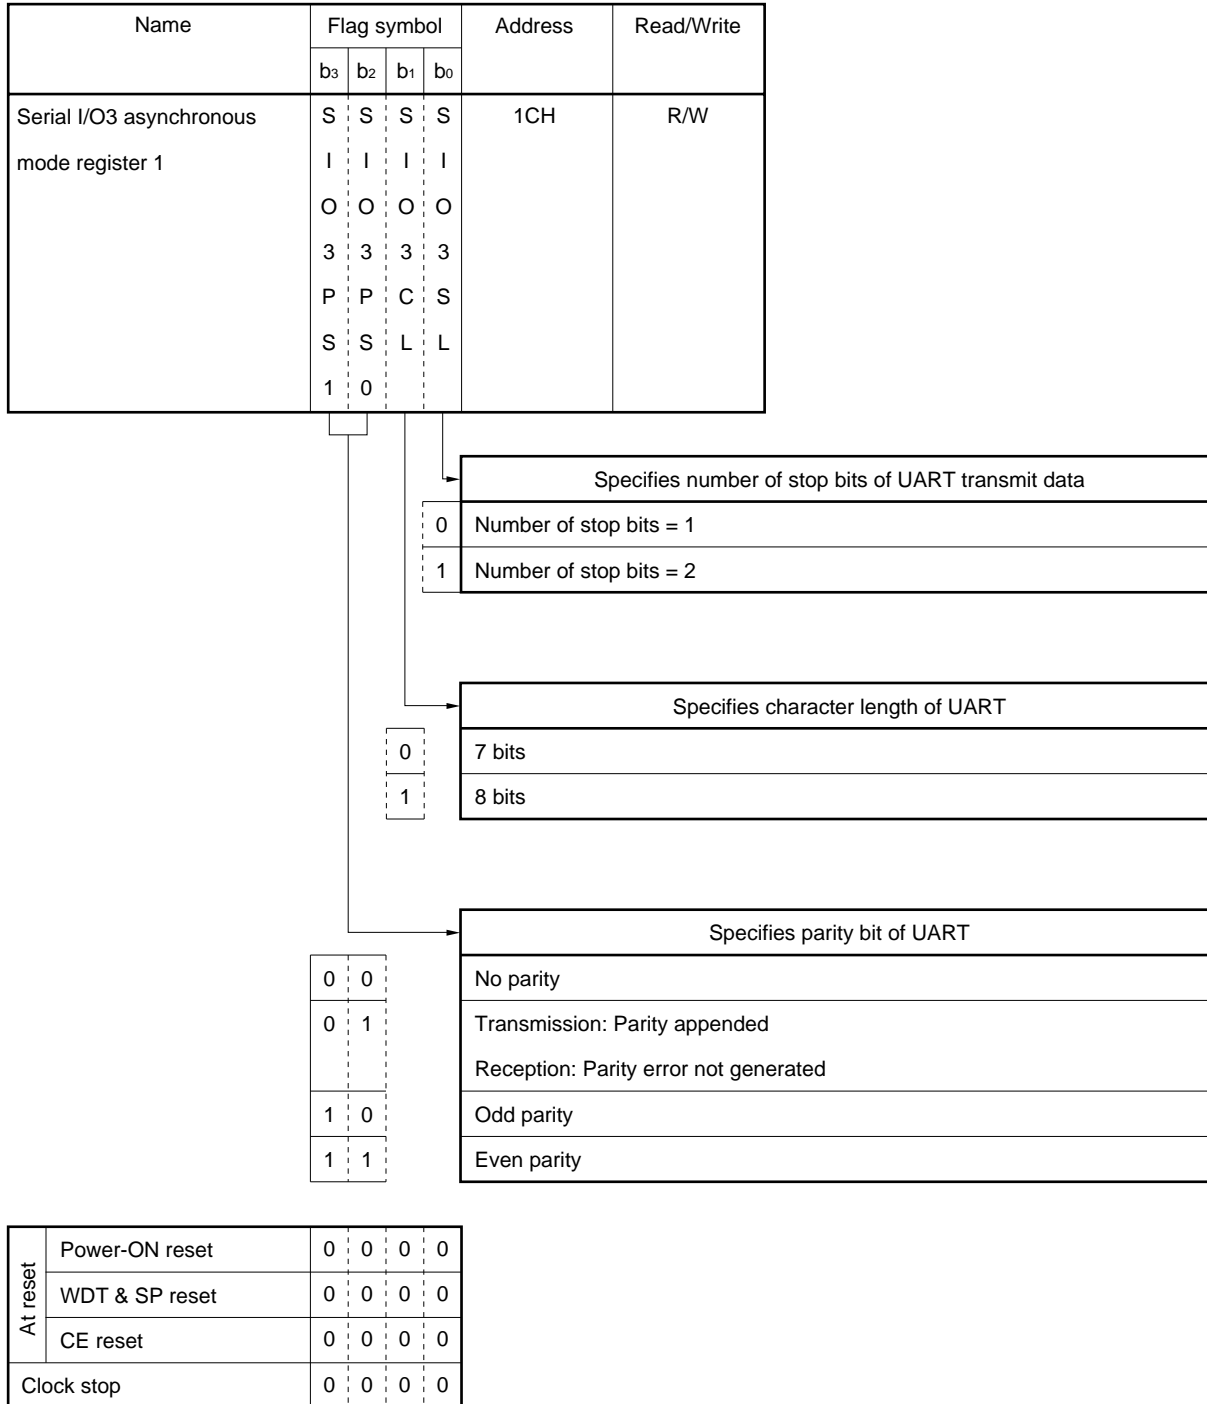 Name Flag symbol Address Read/Write
b3 b2 b1 b0
Serial I/O3 asynchronous S S S S 1CH R/W
mode register 1 I I I I
O O O O
3 3 3 3
P P C S
S S L L
1 0
Specifies number of stop bits of UART transmit data
0 Number of stop bits = 1
1 Number of stop bits = 2
Specifies character length of UART
0 7 bits
1 8 bits
Specifies parity bit of UART
0 0 No parity
0 1 Transmission: Parity appended
Reception: Parity error not generated
1 0 Odd parity
1 1 Even parity
At reset
Power-ON reset 0 0 0 0
WDT & SP reset 0 0 0 0
CE reset 0 0 0 0
Clock stop 0 0 0 0